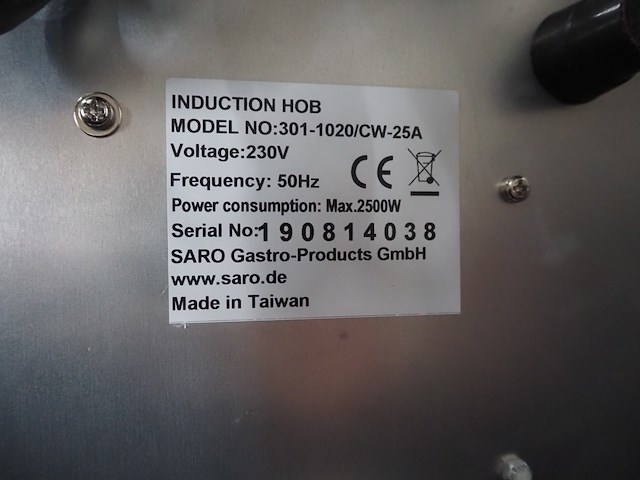 INDUCTION HOB
MODEL NO:301-1020/CW-25A
Voltage:230V
Frequency: 50Hz
CE
Power consumption: Max.2500W
Serial No:190814038
SARO Gastro-Products GmbH
www.saro.de
Made in Taiwan